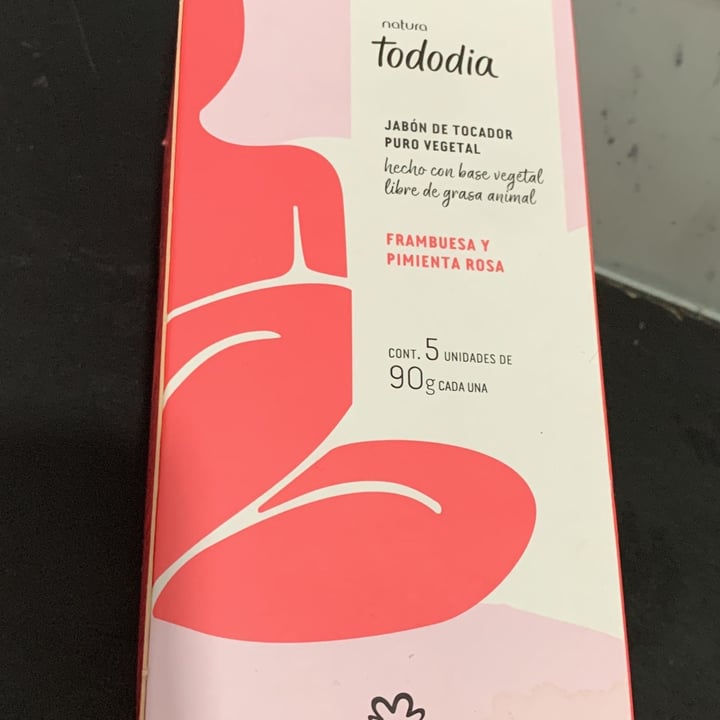 natura
tododia
JABÓN DE TOCADOR
PURO VEGETAL
hecho con base vegetal
libre de grasa animal
FRAMBUESA Y
PIMIENTA ROSA
CONT. 5 UNIDADES DE
90g CADA UNA